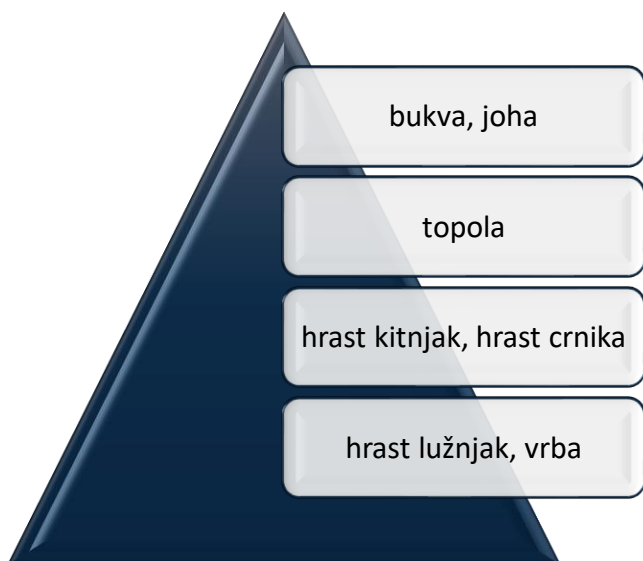 bukva, joha
topola
hrast kitnjak, hrast crnika
hrast lužnjak, vrba